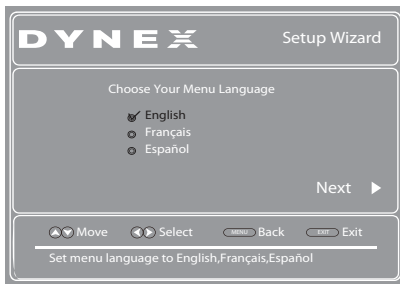 DYNEX
Setup Wizard
Choose Your Menu Language
English
Français
Español
Next
Move Select MENU Back EXIT Exit
Set menu language to English,Français,Español